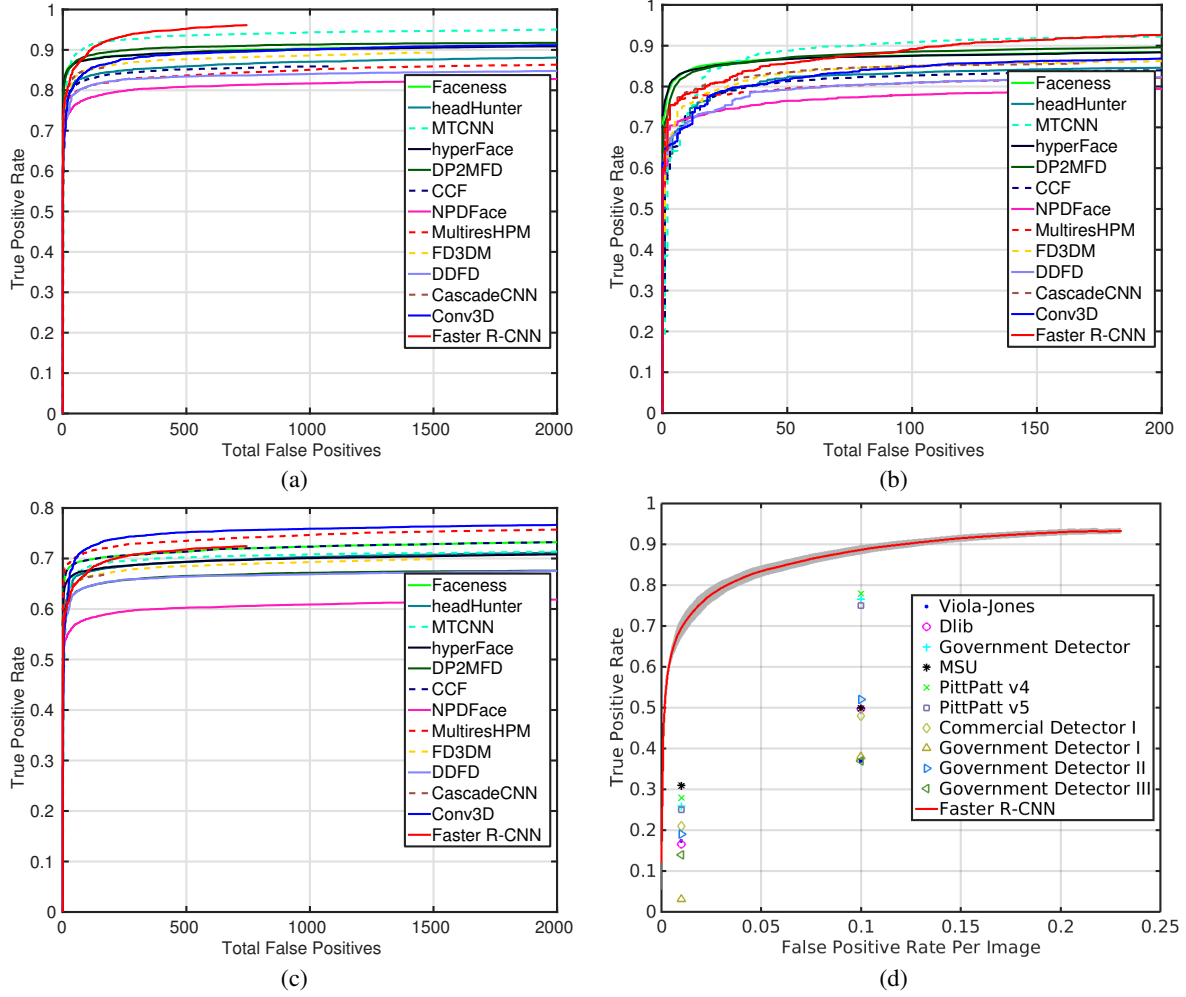 1
0.9
0.8
0.7
0.6
0.5
0.4
0.3
0.2
0.1
0
True Positive Rate
Faceness
headHunter
MTCNN
hyperFace
DP2MFD
CCF
NPDFace
MultiresHPM
FD3DM
DDFD
CascadeCNN
Conv3D
Faster R-CNN
0 500 1000 1500 2000
Total False Positives
(a)
1
0.9
0.8
0.7
0.6
0.5
0.4
0.3
0.2
0.1
0
True Positive Rate
Faceness
headHunter
MTCNN
hyperFace
DP2MFD
CCF
NPDFace
MultiresHPM
FD3DM
DDFD
CascadeCNN
Conv3D
Faster R-CNN
0 50 100 150 200
Total False Positives
(b)
0.8
0.7
0.6
0.5
0.4
0.3
0.2
0.1
0
True Positive Rate
Faceness
headHunter
MTCNN
hyperFace
DP2MFD
CCF
NPDFace
MultiresHPM
FD3DM
DDFD
CascadeCNN
Conv3D
Faster R-CNN
0 500 1000 1500 2000
Total False Positives
(c)
1
0.9
0.8
0.7
0.6
0.5
0.4
0.3
0.2
0.1
0
True Positive Rate
Viola-Jones
Dlib
Government Detector
MSU
PittPatt v4
PittPatt v5
Commercial Detector I
Government Detector I
Government Detector II
Government Detector III
Faster R-CNN
0 0.05 0.1 0.15 0.2 0.25
False Positive Rate Per Image
(d)